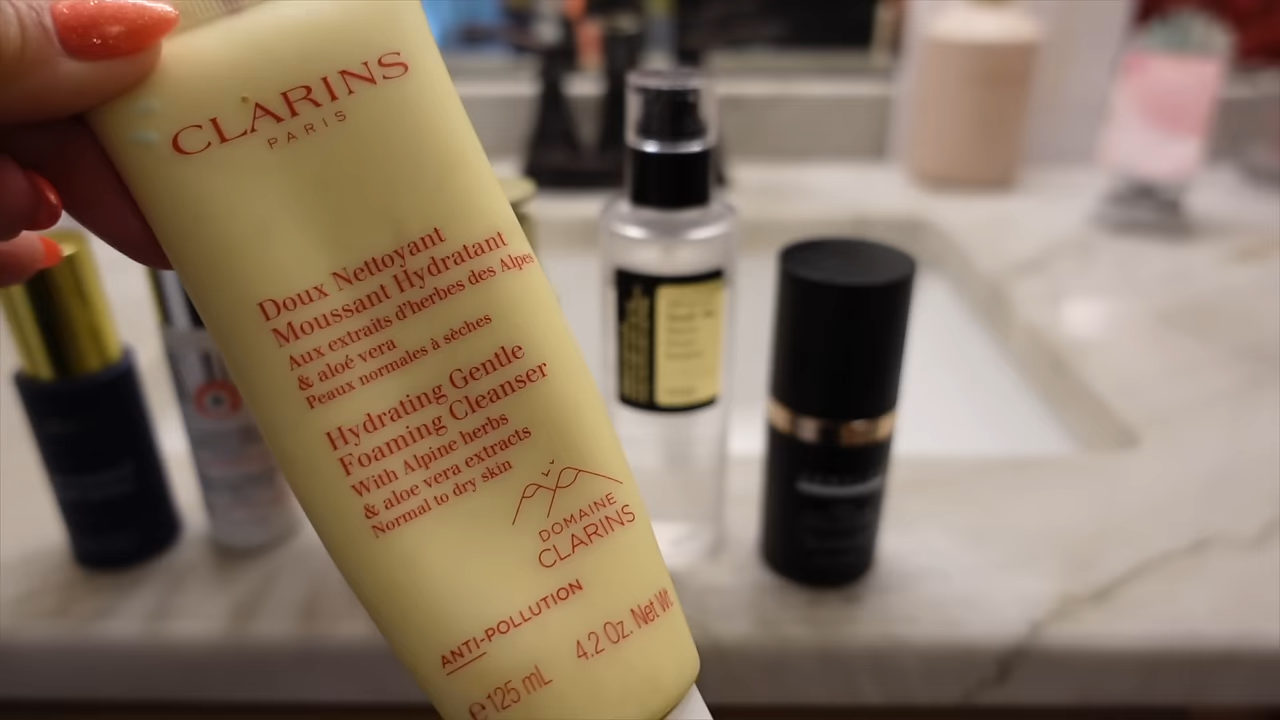 CLARINS
PARIS
Doux Nettoyant
Moussant Hydratant
Aux extraits d'herbes des Alpes
& aloé vera
Peaux normales à sèches
Hydrating Gentle
Foaming Cleanser
With Alpine herbs
& aloe vera extracts
Normal to dry skin
DOMAINE
CLARINS
ANTI-POLLUTION
℮125 mL 4.2 Oz. Net Wt.